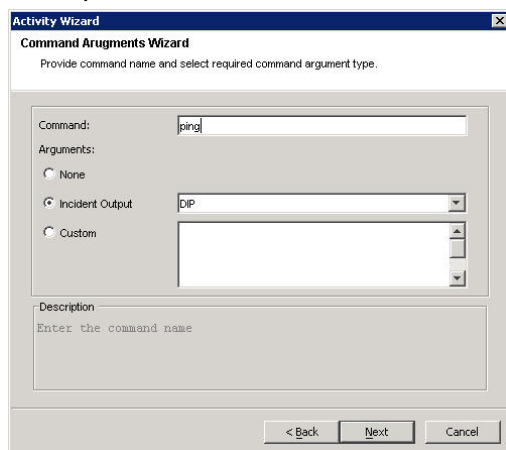 Activity Wizard
Command Arugments Wizard
Provide command name and select required command argument type.
Command:
ping
Arguments:
None
Incident Output
DIP
Custom
Description
Enter the command name
< Back
Next
Cancel